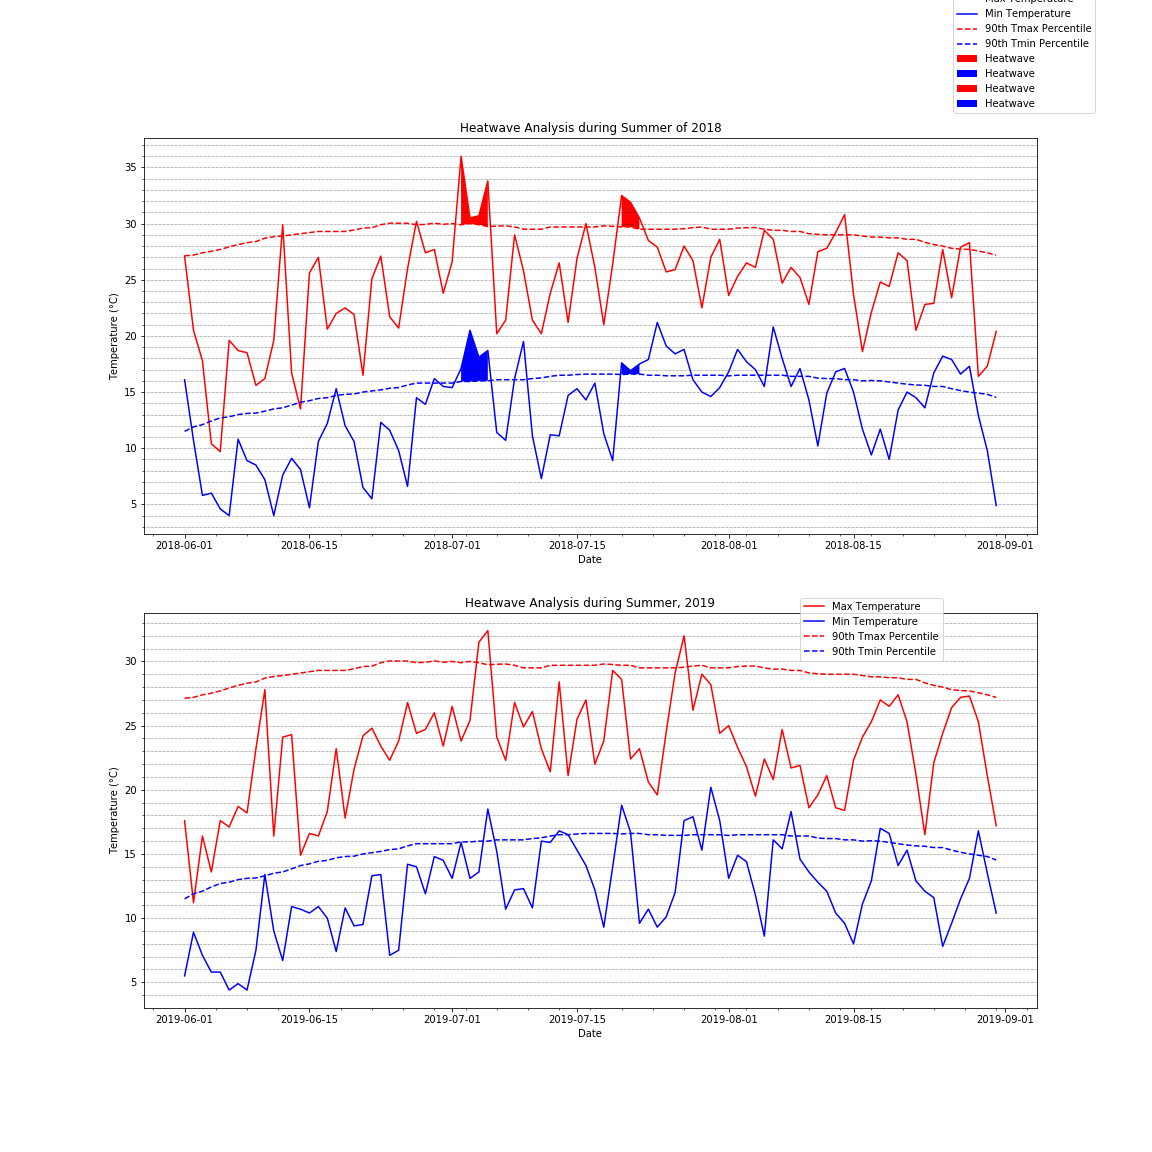 Max Temperature
Min Temperature
90th Tmax Percentile
90th Tmin Percentile
Heatwave
Heatwave
Heatwave
Heatwave
Heatwave Analysis during Summer of 2018
35
30
25
20
15
10
5
Temperature (°C)
2018-06-01 2018-06-15 2018-07-01 2018-07-15 2018-08-01 2018-08-15 2018-09-01
Date
Heatwave Analysis during Summer, 2019
Max Temperature
Min Temperature
90th Tmax Percentile
90th Tmin Percentile
30
25
20
15
10
5
Temperature (°C)
2019-06-01 2019-06-15 2019-07-01 2019-07-15 2019-08-01 2019-08-15 2019-09-01
Date